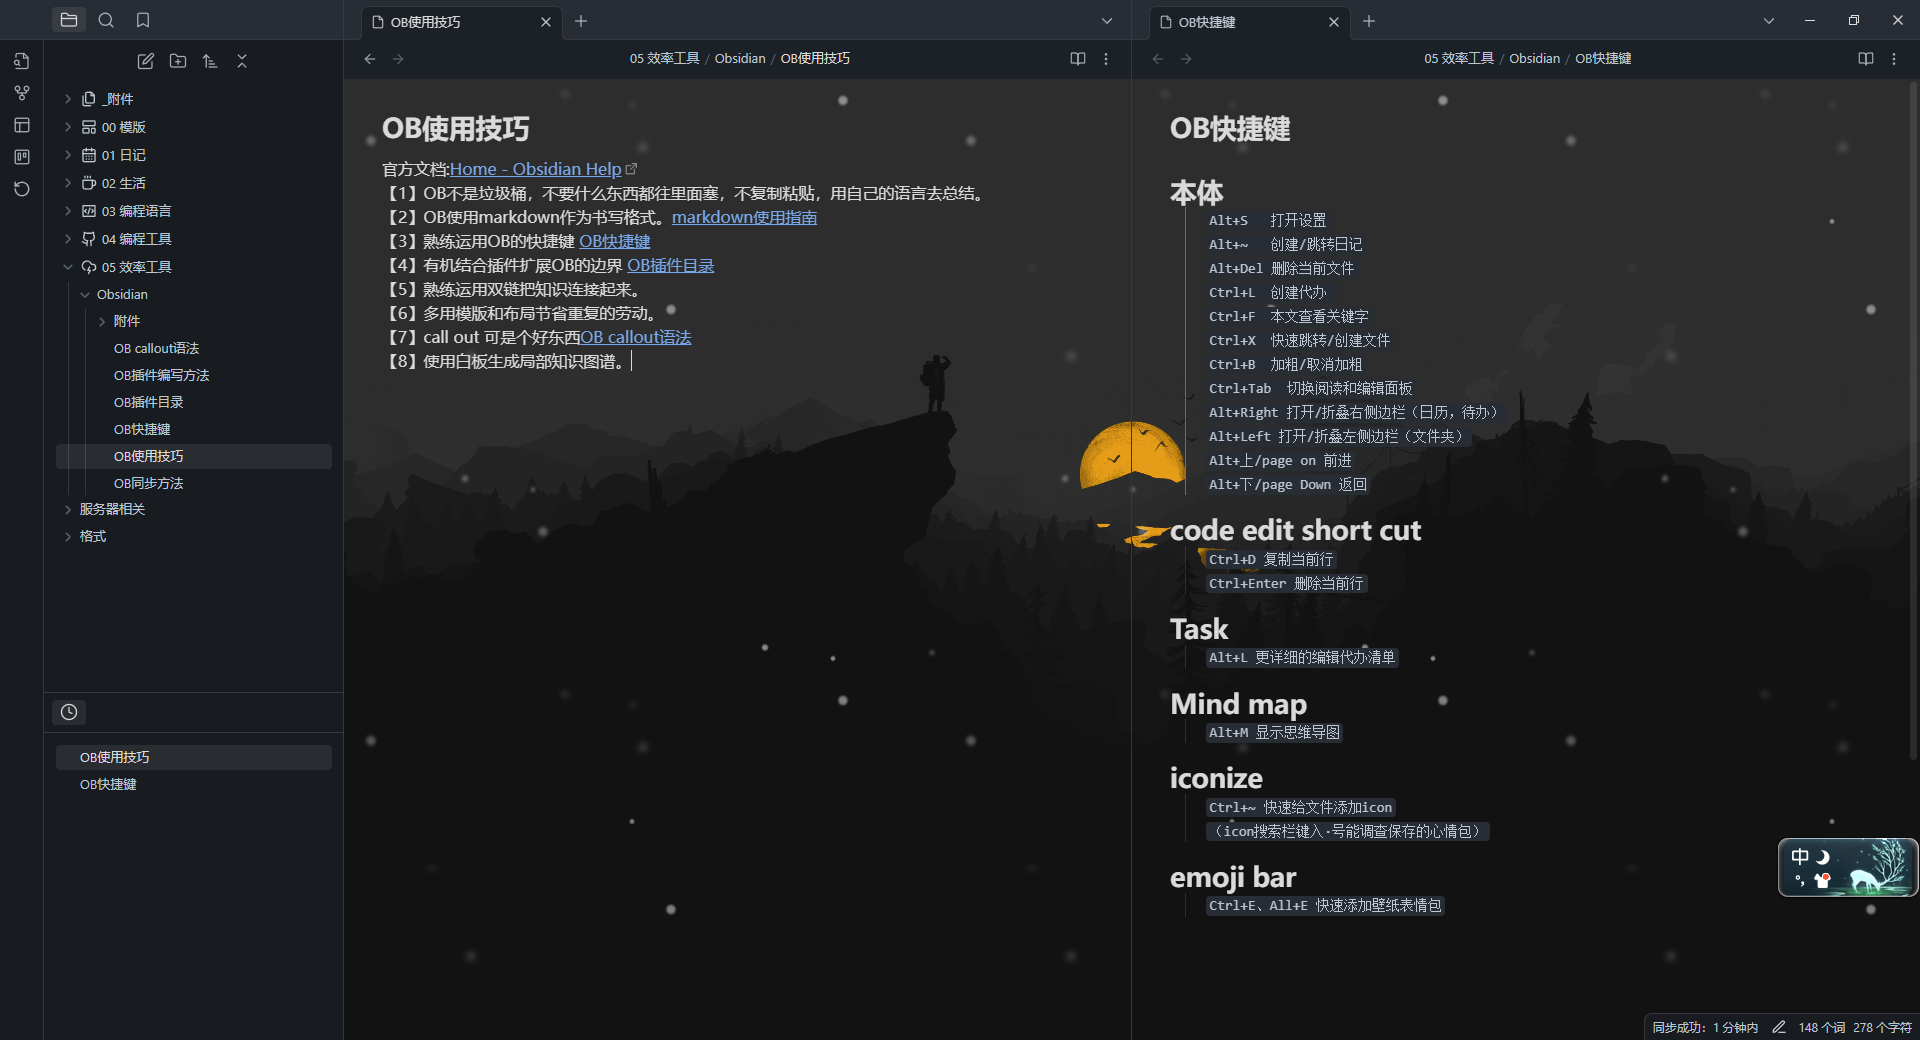 OB使用技巧
OB快捷键
05 效率工具 / Obsidian / OB使用技巧
05 效率工具 / Obsidian / OB快捷键
_附件
00 模版
01 日记
02 生活
03 编程语言
04 编程工具
05 效率工具
Obsidian
附件
OB callout语法
OB插件编写方法
OB插件目录
OB快捷键
OB使用技巧
OB同步方法
服务器相关
格式
OB使用技巧
OB快捷键
OB使用技巧
官方文档:Home - Obsidian Help
【1】OB不是垃圾桶，不要什么东西都往里面塞，不复制粘贴，用自己的语言去总结。
【2】OB使用markdown作为书写格式。markdown使用指南
【3】熟练运用OB的快捷键 OB快捷键
【4】有机结合插件扩展OB的边界 OB插件目录
【5】熟练运用双链把知识连接起来。
【6】多用模版和布局节省重复的劳动。
【7】call out 可是个好东西OB callout语法
【8】使用白板生成局部知识图谱。
OB快捷键
本体
Alt+S 打开设置
Alt+~ 创建/跳转日记
Alt+Del 删除当前文件
Ctrl+L 创建代办
Ctrl+F 本文查看关键字
Ctrl+X 快速跳转/创建文件
Ctrl+B 加粗/取消加粗
Ctrl+Tab 切换阅读和编辑面板
Alt+Right 打开/折叠右侧边栏（日历，待办）
Alt+Left 打开/折叠左侧边栏（文件夹）
Alt+上/page on 前进
Alt+下/page Down 返回
code edit short cut
Ctrl+D 复制当前行
Ctrl+Enter 删除当前行
Task
Alt+L 更详细的编辑代办清单
Mind map
Alt+M 显示思维导图
iconize
Ctrl+~ 快速给文件添加icon
（icon搜索栏键入·号能调查保存的心情包）
emoji bar
Ctrl+E、All+E 快速添加壁纸表情包
中
°,
同步成功：1 分钟内 148 个词 278 个字符